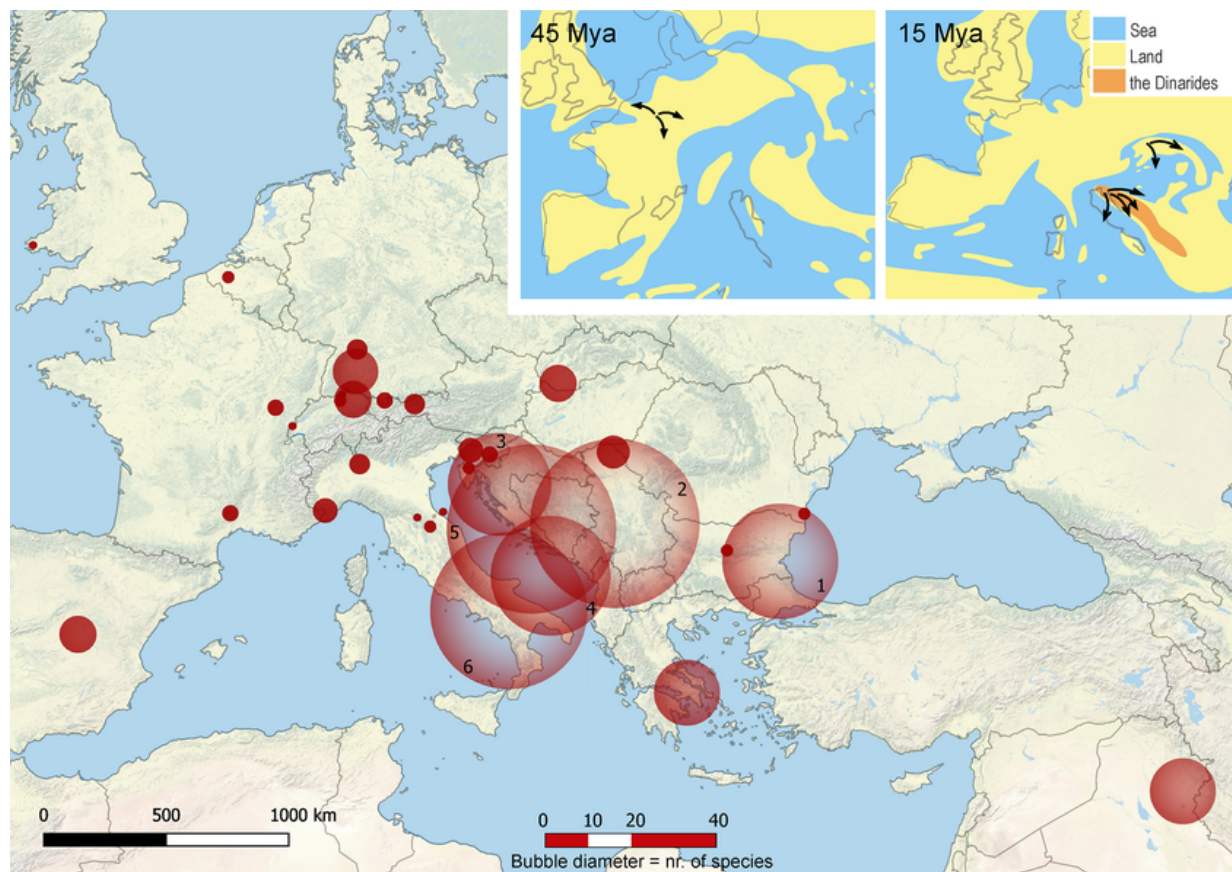 45 Mya
15 Mya
Sea
Land
the Dinarides
3
2
5
1
4
6
0 500 1000 km
0 10 20 40
Bubble diameter = nr. of species